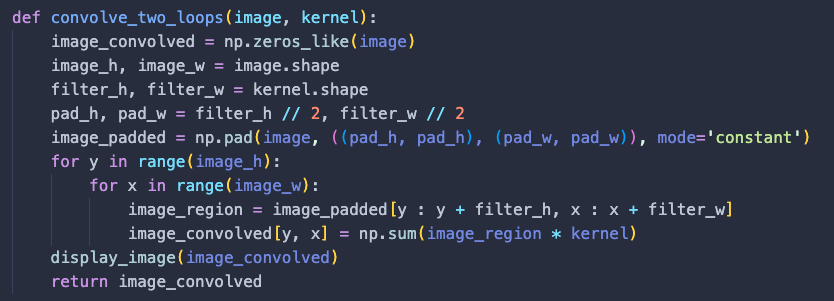 def convolve_two_loops(image, kernel):
    image_convolved = np.zeros_like(image)
    image_h, image_w = image.shape
    filter_h, filter_w = kernel.shape
    pad_h, pad_w = filter_h // 2, filter_w // 2
    image_padded = np.pad(image, ((pad_h, pad_h), (pad_w, pad_w)), mode='constant')
    for y in range(image_h):
        for x in range(image_w):
            image_region = image_padded[y : y + filter_h, x : x + filter_w]
            image_convolved[y, x] = np.sum(image_region * kernel)
    display_image(image_convolved)
    return image_convolved